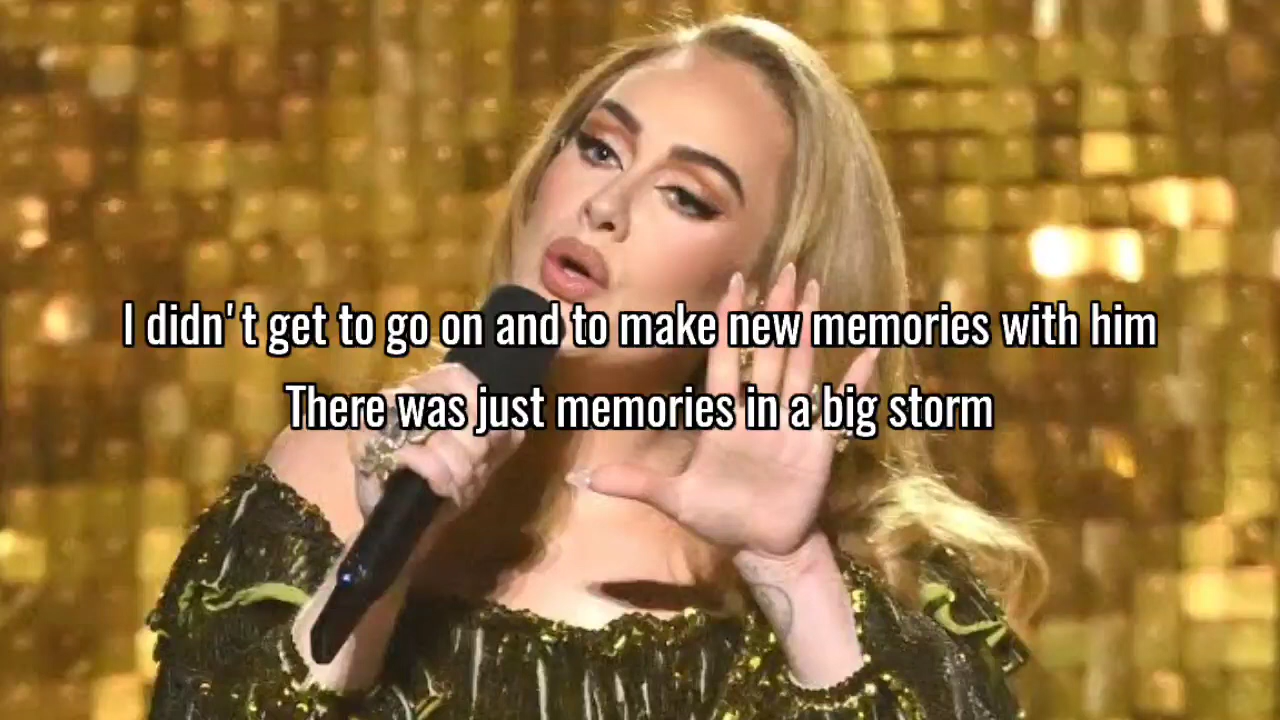 I didn't get to go on and to make new memories with him
There was just memories in a big storm